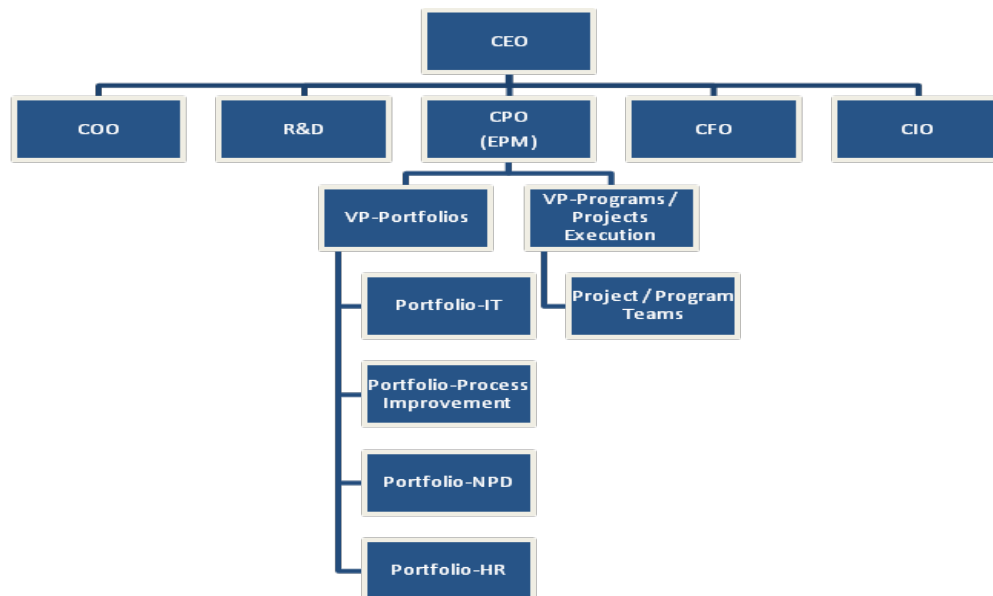 CEO
COO
R&D
CPO
(EPM)
CFO
CIO
VP-Portfolios
VP-Programs /
Projects
Execution
Portfolio-IT
Project / Program
Teams
Portfolio-Process
Improvement
Portfolio-NPD
Portfolio-HR